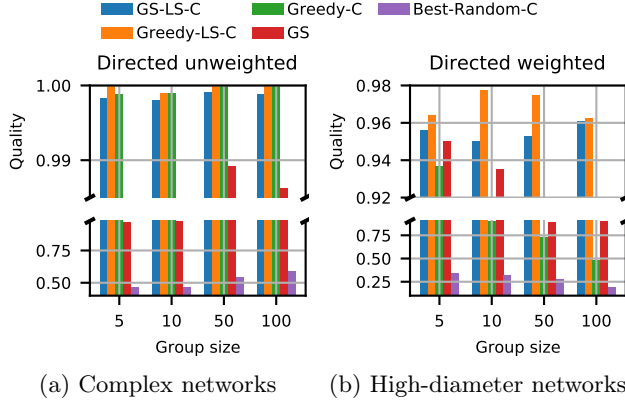 GS-LS-C Greedy-C Best-Random-C
Greedy-LS-C GS
Directed unweighted
Quality
1.00
0.99
0.75
0.50
5 10 50 100
Group size
(a) Complex networks
Directed weighted
Quality
0.98
0.96
0.94
0.92
0.75
0.50
0.25
5 10 50 100
Group size
(b) High-diameter networks